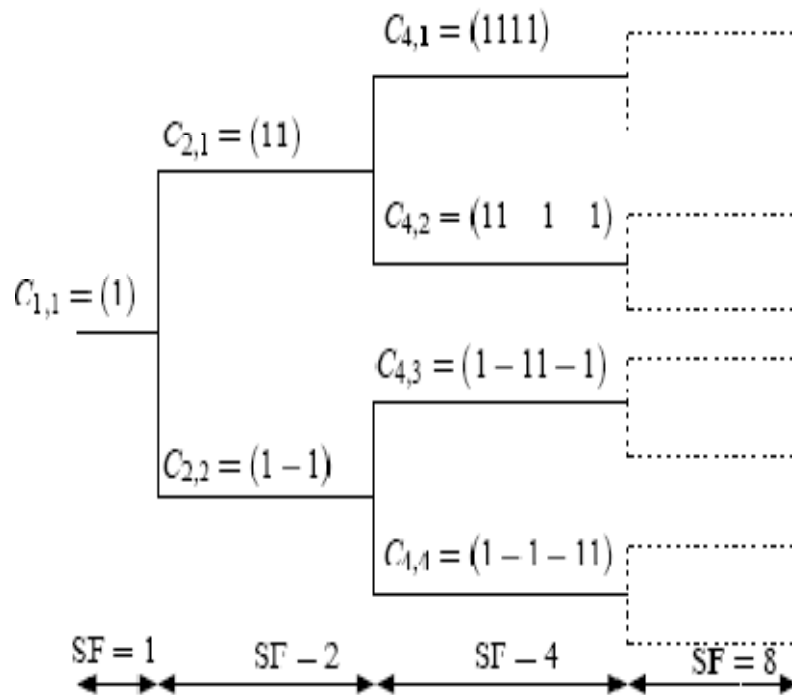 C4,1 = (1111)
C2,1 = (11)
C4,2 = (11 1 1)
C1,1 = (1)
C4,3 = (1 − 11 − 1)
C2,2 = (1 − 1)
C4,4 = (1 − 1 − 11)
SF = 1 SF − 2 SF − 4 SF = 8